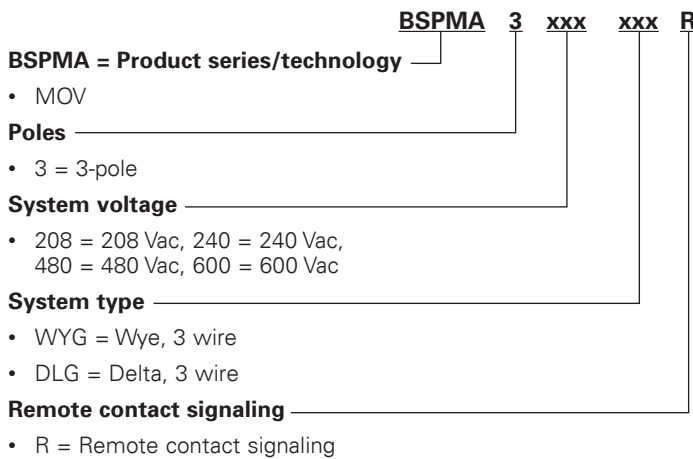 BSPMA 3 xxx xxx R
BSPMA = Product series/technology
• MOV
Poles
• 3 = 3-pole
System voltage
• 208 = 208 Vac, 240 = 240 Vac,
480 = 480 Vac, 600 = 600 Vac
System type
• WYG = Wye, 3 wire
• DLG = Delta, 3 wire
Remote contact signaling
• R = Remote contact signaling